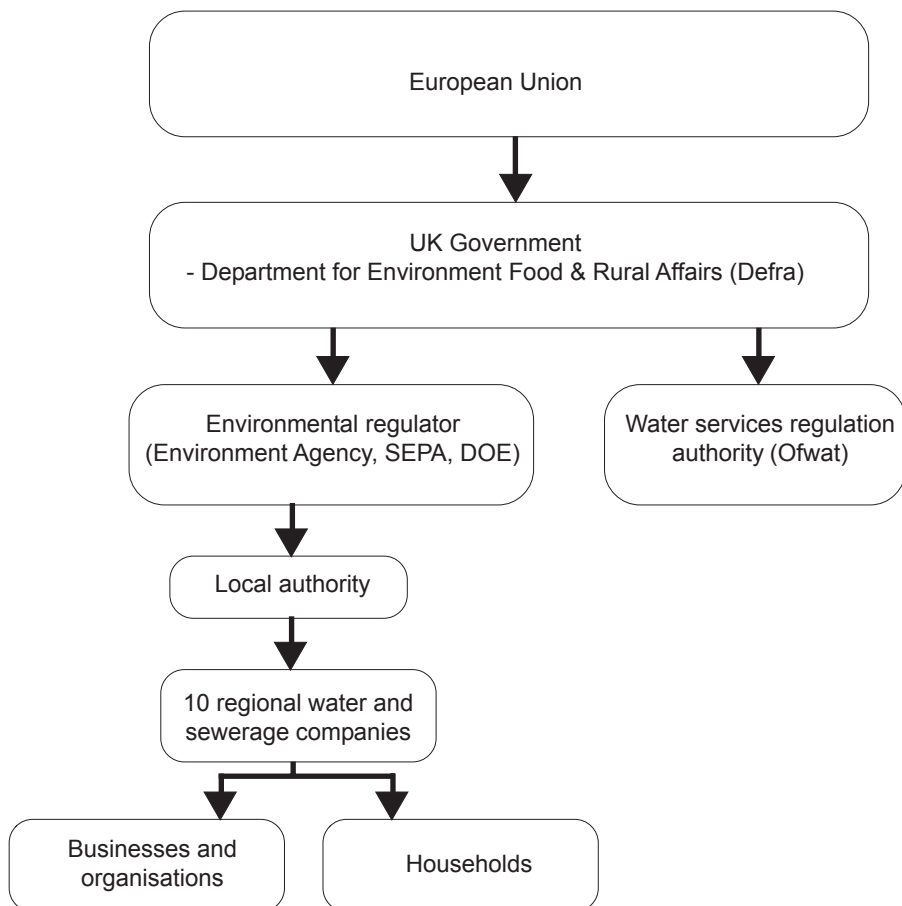 European Union
UK Government
- Department for Environment Food & Rural Affairs (Defra)
Environmental regulator
(Environment Agency, SEPA, DOE)
Water services regulation
authority (Ofwat)
Local authority
10 regional water and
sewerage companies
Businesses and
organisations
Households